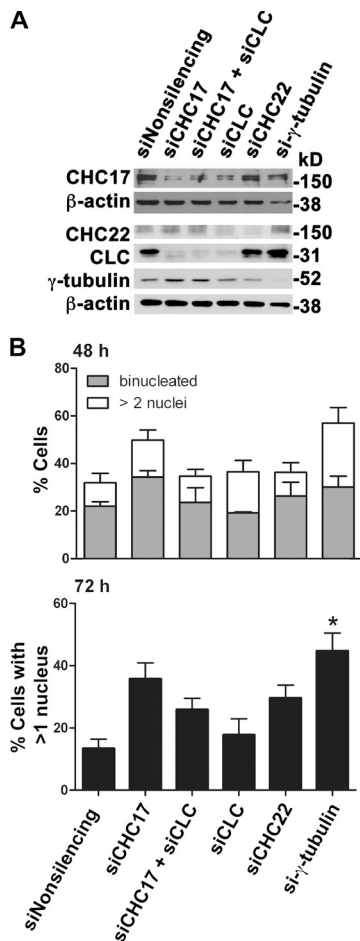 A
siNonsilencing
siCHC17
siCHC17 + siCLC
siCLC
siCHC22
si-γ-tubulin
kD
CHC17 -150
β-actin -38
CHC22 -150
CLC -31
γ-tubulin -52
β-actin -38
B
48 h
binucleated
> 2 nuclei
% Cells
80
60
40
20
0
72 h
*
% Cells with
>1 nucleus
60
40
20
0
siNonsilencing
siCHC17
siCHC17 + siCLC
siCLC
siCHC22
si-γ-tubulin